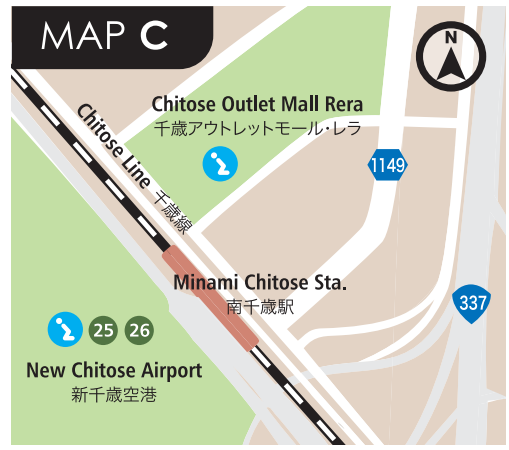 MAP C
N
Chitose Outlet Mall Rera
千歳アウトレットモール・レラ
Chitose Line 千歳線
1149
Minami Chitose Sta.
南千歳駅
337
25 26
New Chitose Airport
新千歳空港